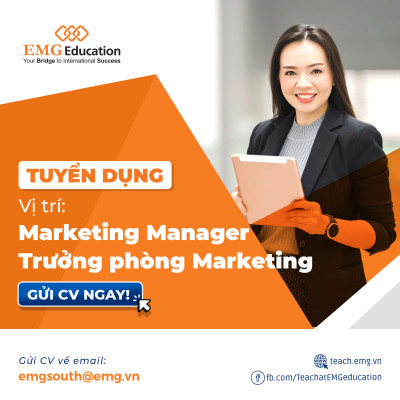 EMG Education
Your Bridge to International Success
TUYỂN DỤNG
Vị trí:
Marketing Manager
Trưởng phòng Marketing
GỬI CV NGAY!
Gửi CV về email:
emgsouth@emg.vn
teach.emg.vn
fb.com/TeachatEMGeducation